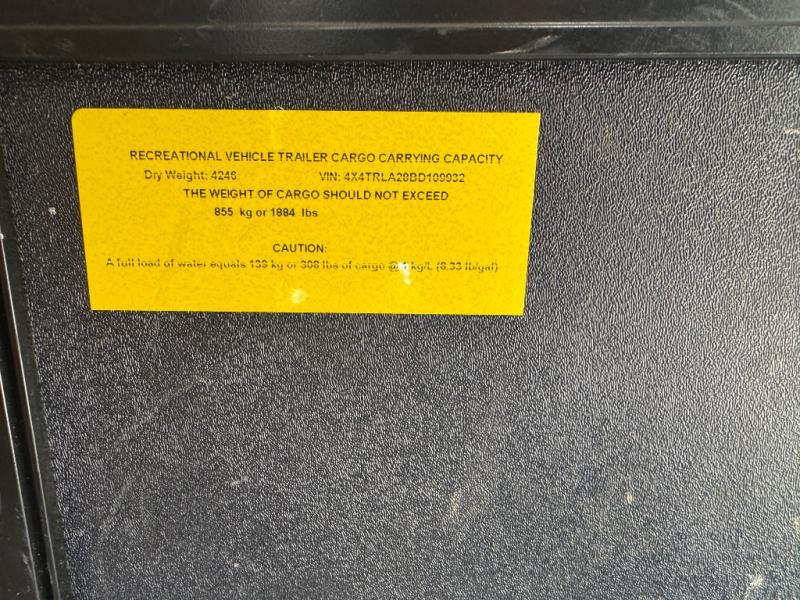 RECREATIONAL VEHICLE TRAILER CARGO CARRYING CAPACITY
Dry Weight: 4246 VIN:
THE WEIGHT OF CARGO SHOULD NOT EXCEED
855 kg or 1884 lbs
CAUTION:
A full load of water equals 139 kg or 308 lbs of cargo @ kg/L (8.33 lb/gal)